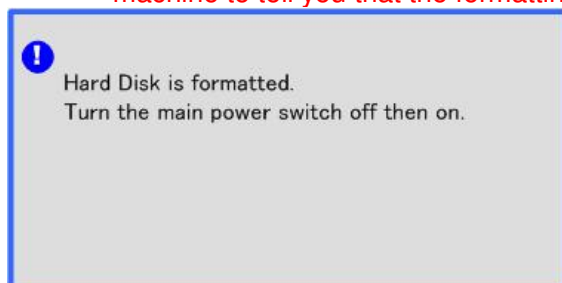 machine to tell you that the formattin
Hard Disk is formatted.
Turn the main power switch off then on.